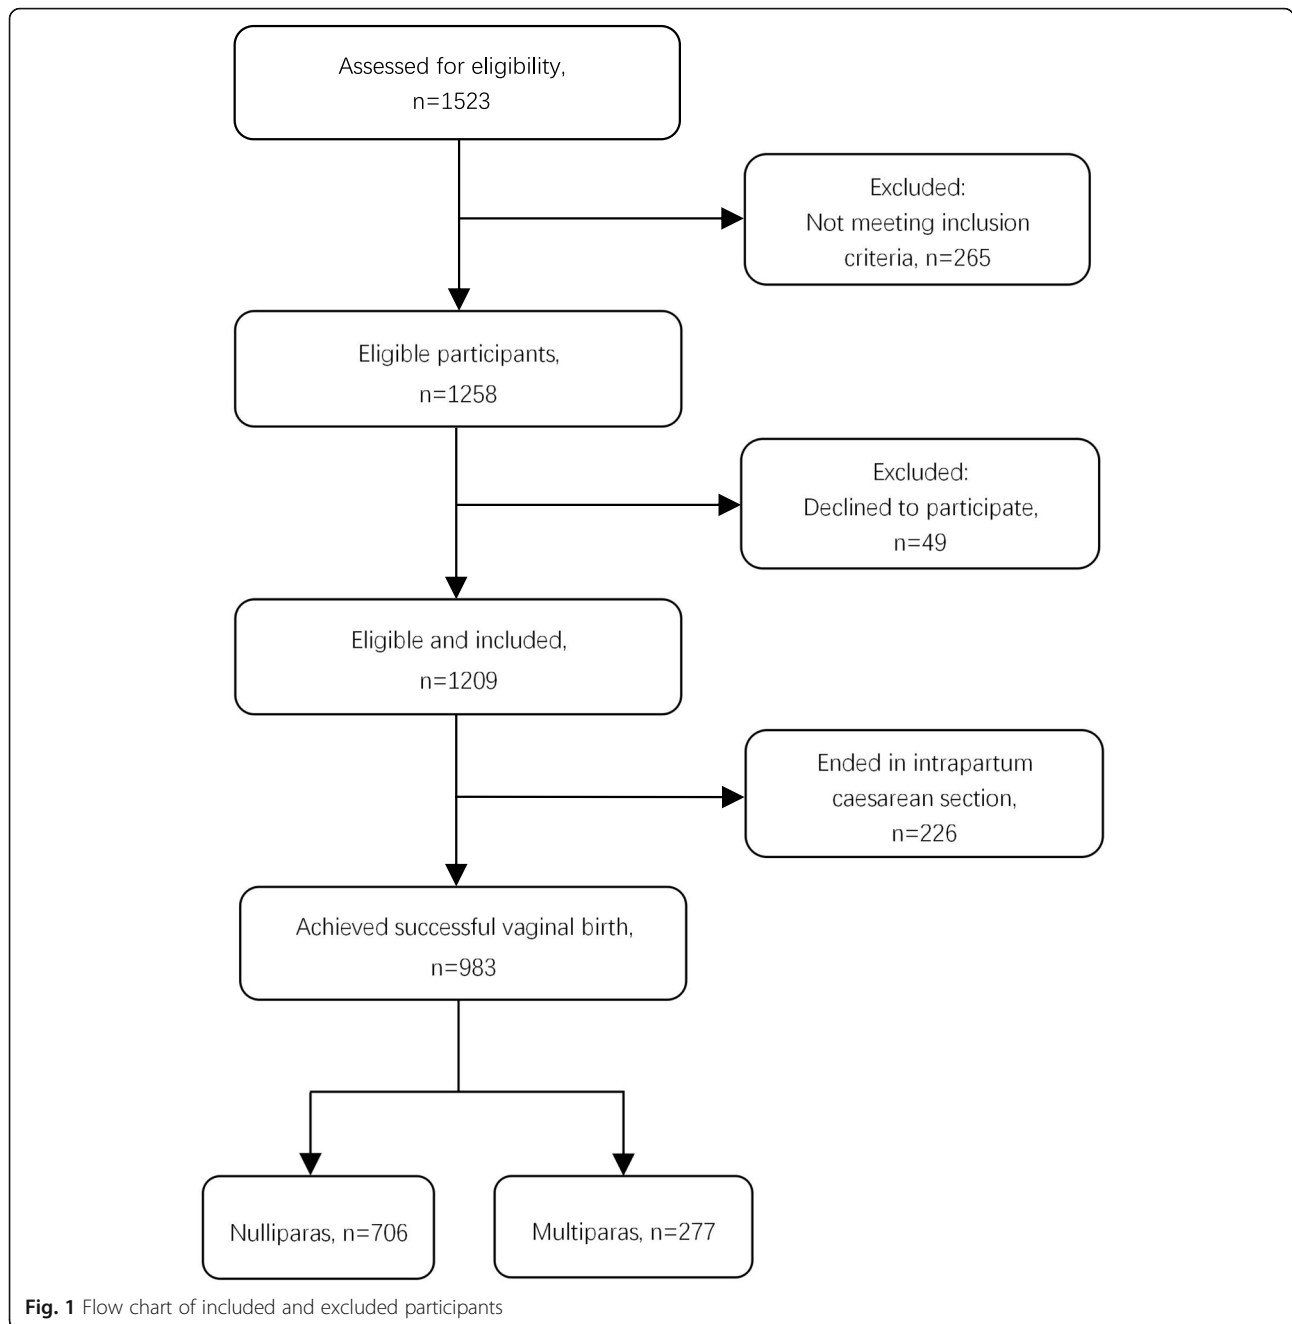 Assessed for eligibility,
n=1523
Excluded:
Not meeting inclusion
criteria, n=265
Eligible participants,
n=1258
Excluded:
Declined to participate,
n=49
Eligible and included,
n=1209
Ended in intrapartum
caesarean section,
n=226
Achieved successful vaginal birth,
n=983
Nulliparas, n=706
Multiparas, n=277
Fig. 1 Flow chart of included and excluded participants